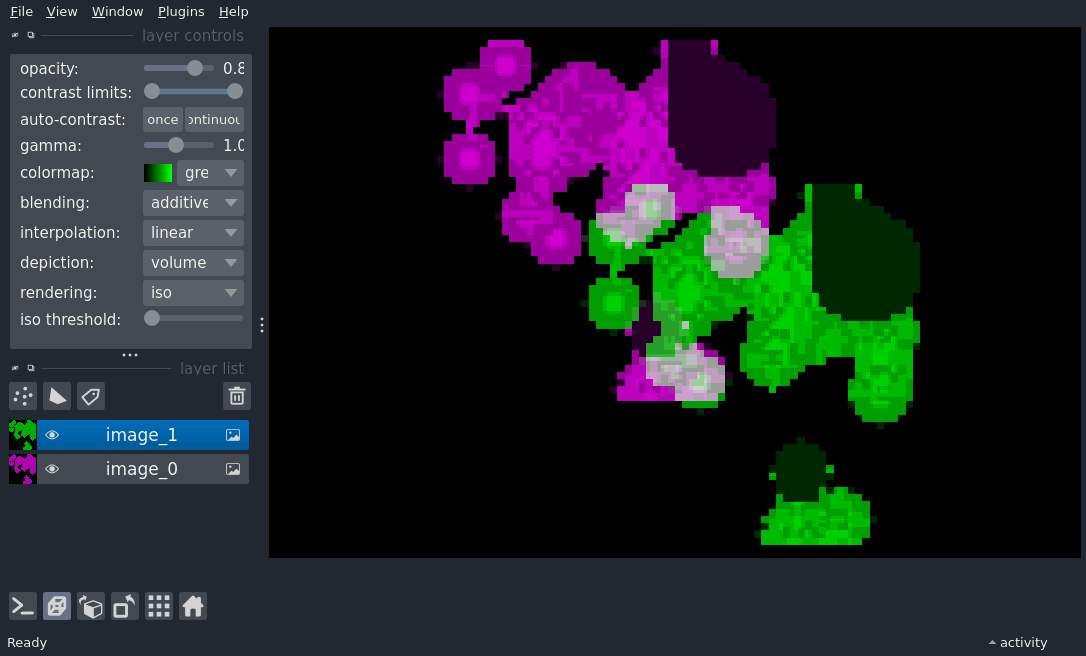 File View Window Plugins Help
layer controls
opacity: 0.8
contrast limits:
auto-contrast: once ontinuou
gamma: 1.0
colormap: gre
blending: additive
interpolation: linear
depiction: volume
rendering: iso
iso threshold:
layer list
image_1
image_0
Ready
activity